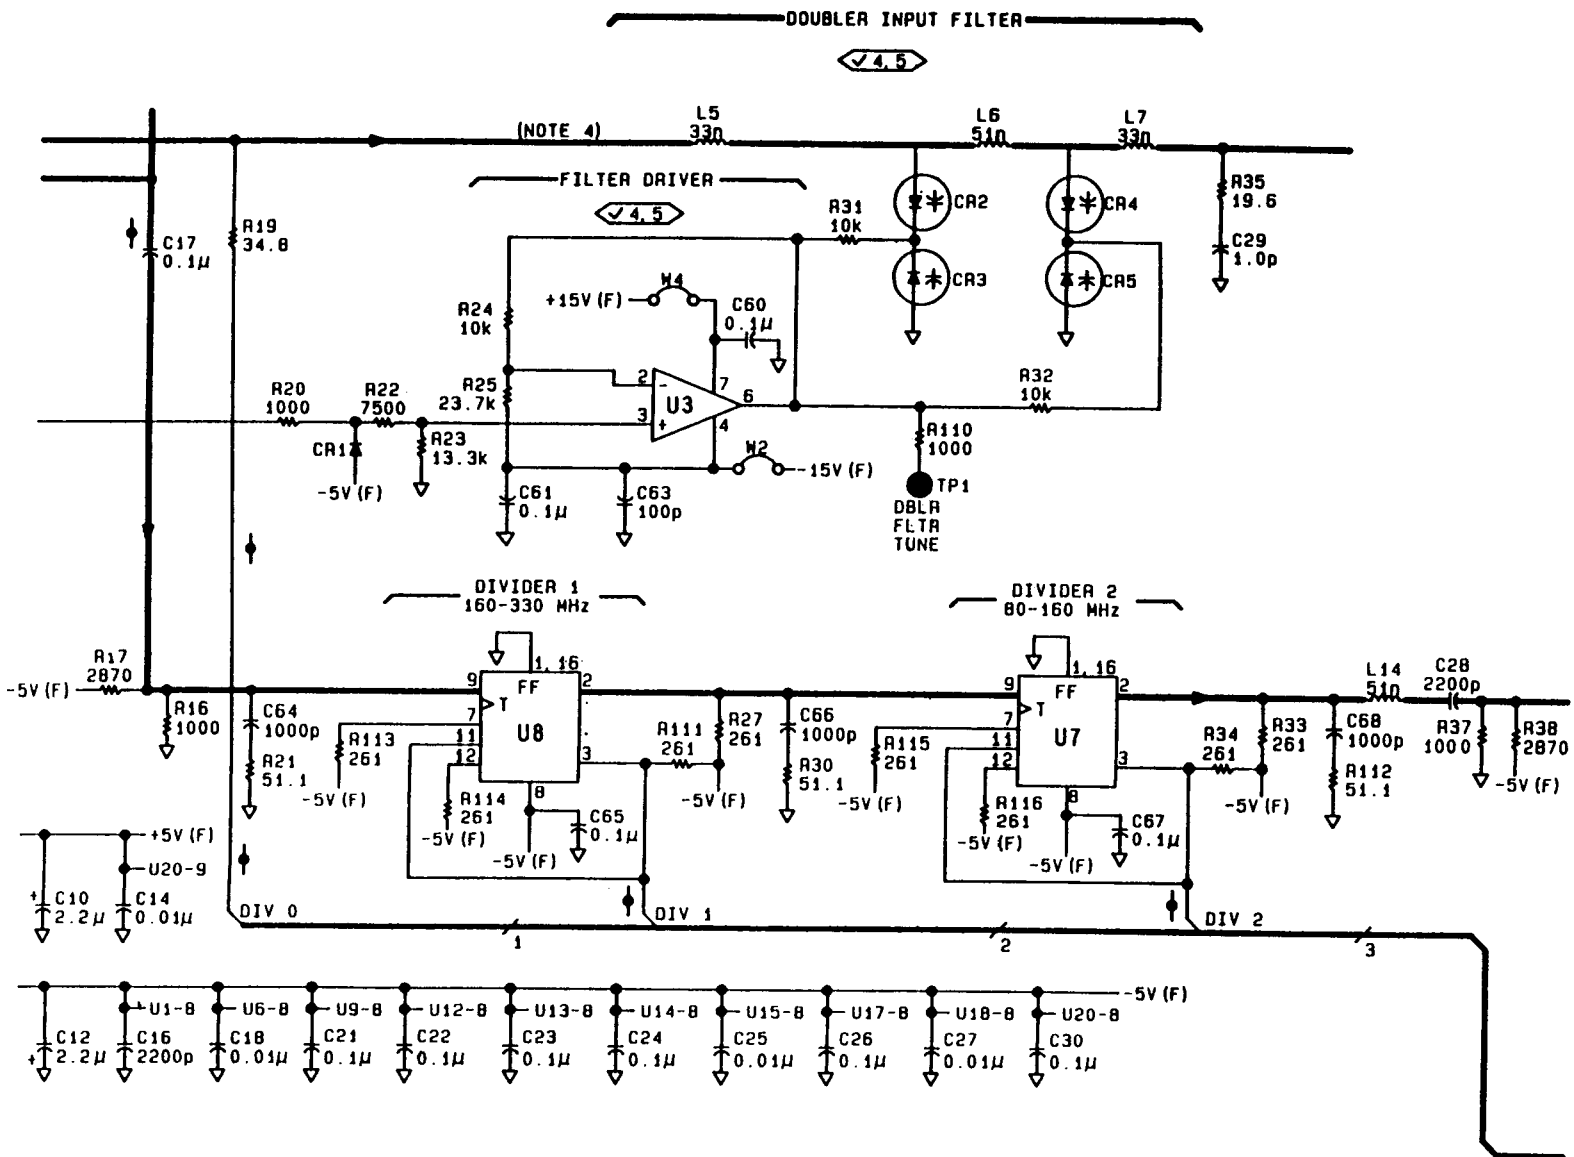 DOUBLER INPUT FILTER
✓ 4, 5
(NOTE 4)
L5
33n
L6
51n
L7
33n
FILTER DRIVER
✓ 4, 5
R19
34.8
C17
0.1µ
R31
10k
CR2
CR3
CR4
CR5
R35
19.6
C29
1.0p
W4
+15V (F)
C60
0.1µ
R24
10k
R25
23.7k
2
-
3
+
U3
7
6
4
R20
1000
R22
7500
CR1
-5V (F)
R23
13.3k
R32
10k
R110
1000
W2
-15V (F)
TP1
DBLR
FLTR
TUNE
C61
0.1µ
C63
100p
DIVIDER 1
160-330 MHz
DIVIDER 2
80-160 MHz
R17
2870
-5V (F)
R16
1000
C64
1000p
R21
51.1
R113
261
-5V (F)
R114
261
-5V (F)
1, 16
9
FF
2
T
7
11
12
U8
3
8
C65
0.1µ
-5V (F)
R111
261
R27
261
-5V (F)
C66
1000p
R30
51.1
R115
261
-5V (F)
R116
261
-5V (F)
1, 16
9
FF
2
T
7
11
12
U7
3
8
C67
0.1µ
-5V (F)
R34
261
R33
261
-5V (F)
C68
1000p
R112
51.1
L14
51n
C28
2200p
R37
1000
R38
2870
-5V (F)
+5V (F)
U20-9
+
C10
2.2µ
C14
0.01µ
DIV 0
1
DIV 1
2
DIV 2
3
-5V (F)
U1-8
U6-8
U9-8
U12-8
U13-8
U14-8
U15-8
U17-8
U18-8
U20-8
+
C12
2.2µ
C16
2200p
C18
0.01µ
C21
0.1µ
C22
0.1µ
C23
0.1µ
C24
0.1µ
C25
0.01µ
C26
0.1µ
C27
0.01µ
C30
0.1µ